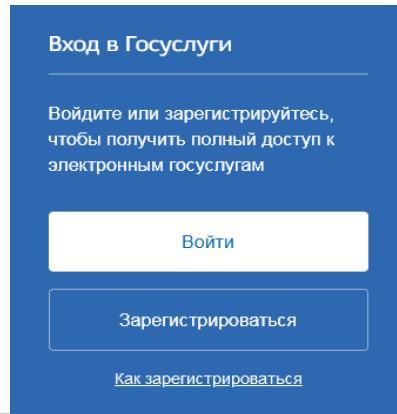 Вход в Госуслуги
Войдите или зарегистрируйтесь,
чтобы получить полный доступ к
электронным госуслугам
Войти
Зарегистрироваться
Как зарегистрироваться